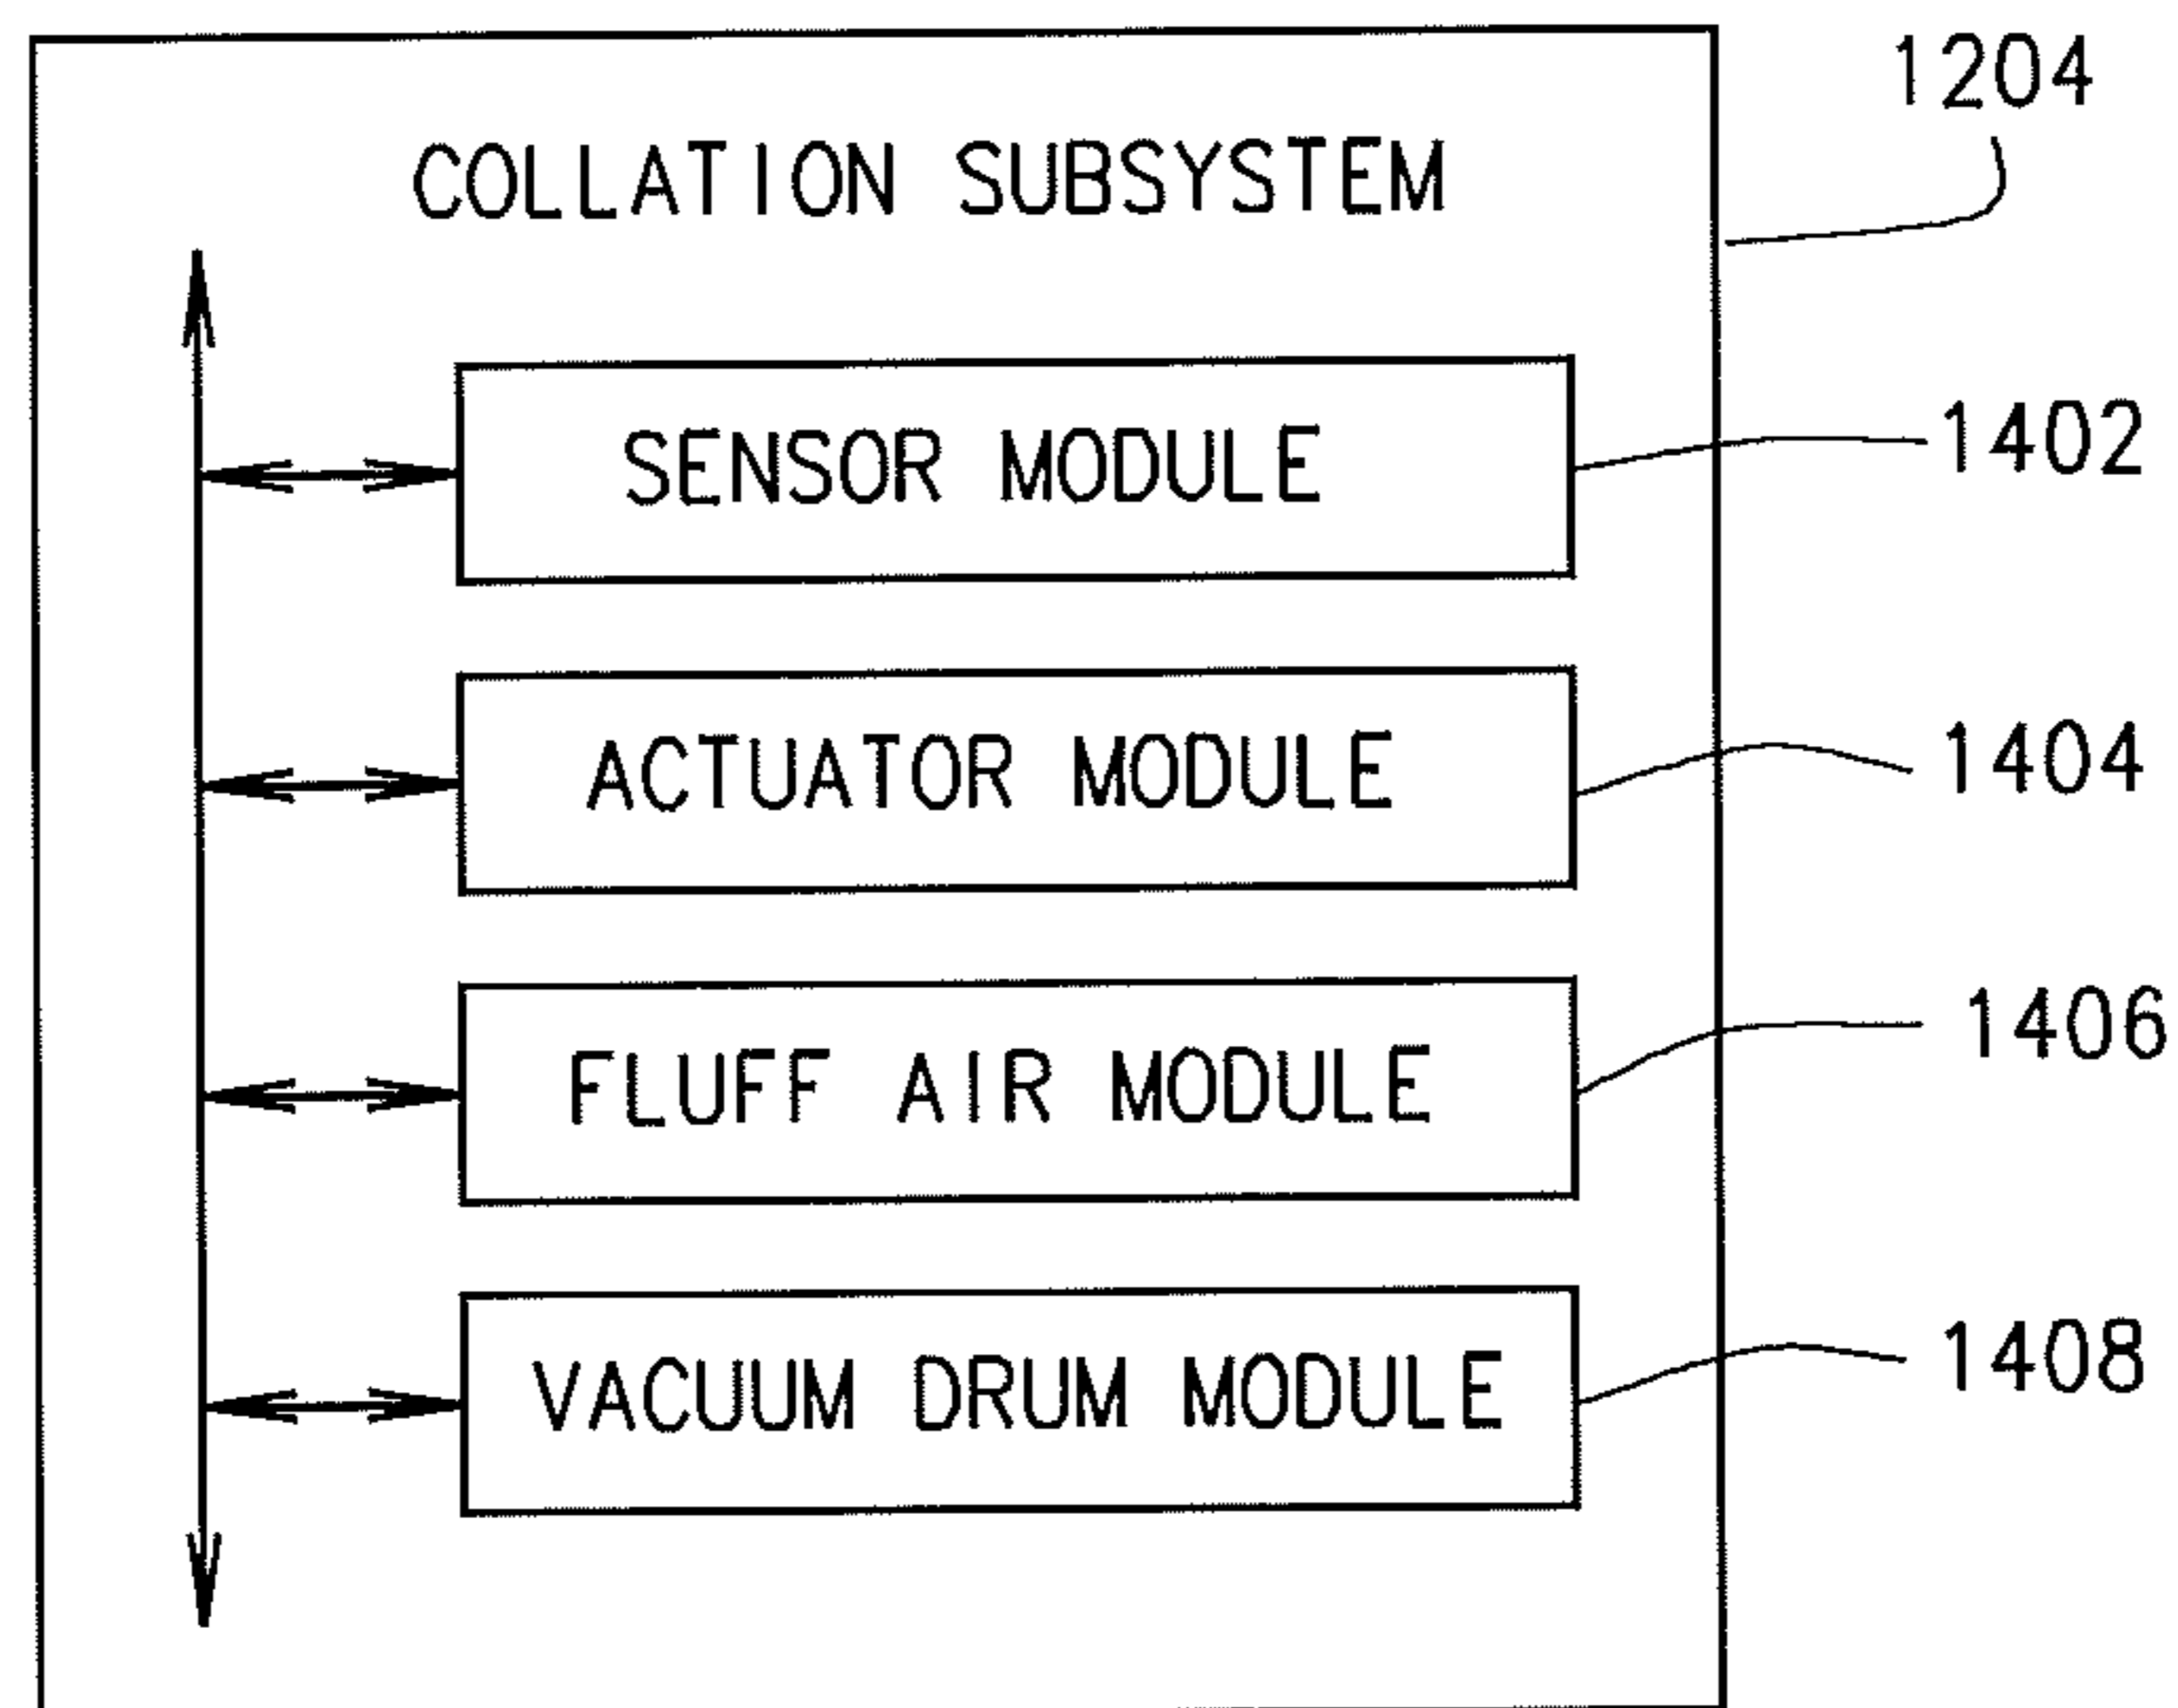 1204
COLLATION SUBSYSTEM
SENSOR MODULE
1402
ACTUATOR MODULE
1404
FLUFF AIR MODULE
1406
VACUUM DRUM MODULE
1408